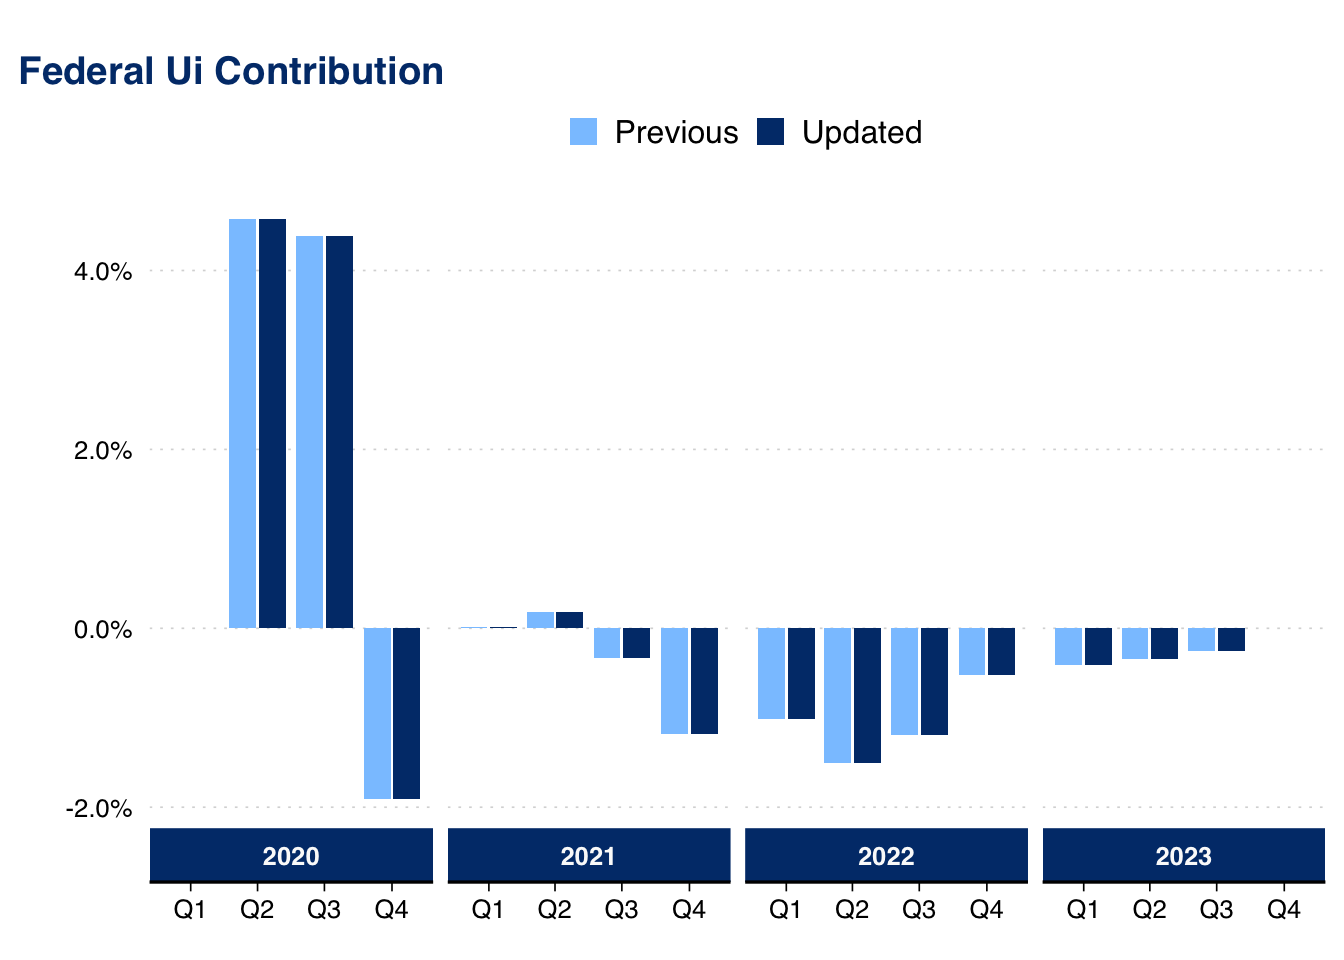 Federal Ui Contribution
Previous Updated
4.0%
2.0%
0.0%
-2.0%
2020 2021 2022 2023
Q1 Q2 Q3 Q4 Q1 Q2 Q3 Q4 Q1 Q2 Q3 Q4 Q1 Q2 Q3 Q4